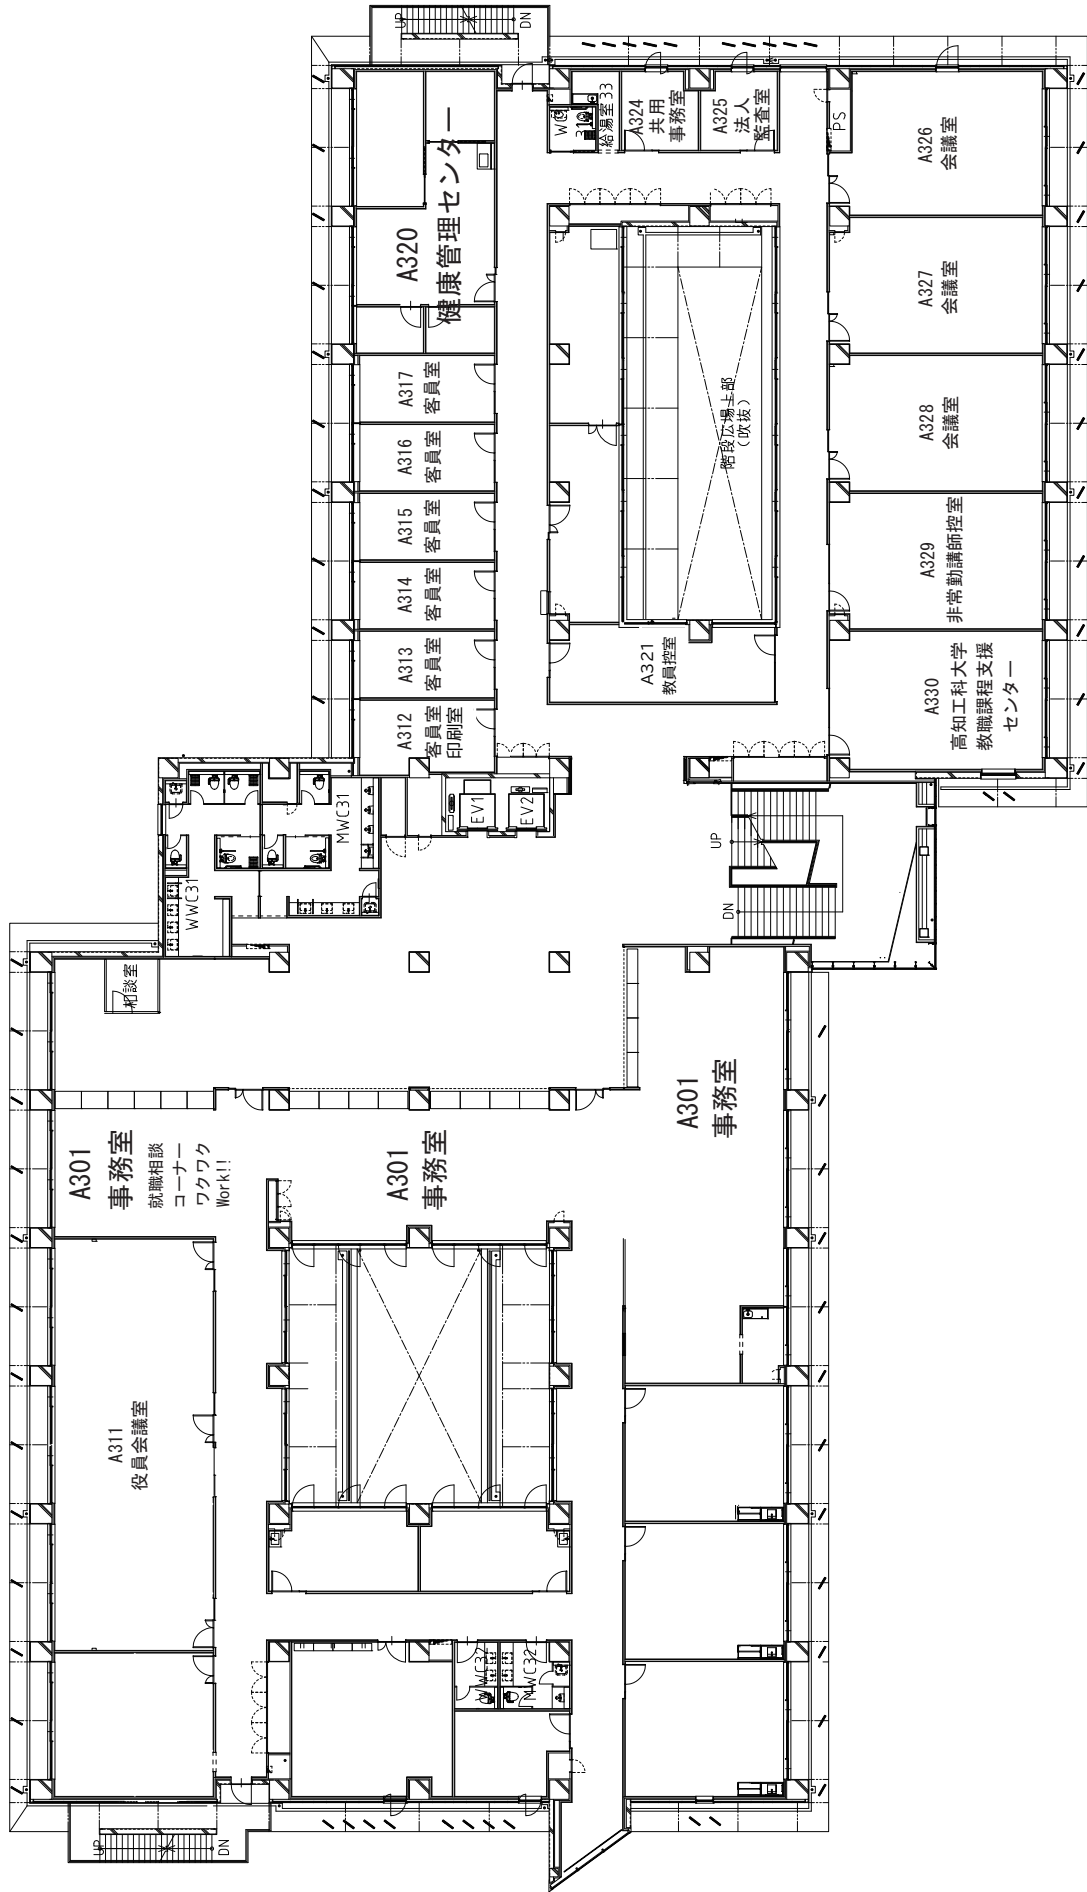 UP
DN
WC
31
給湯室33
A324
共用
事務室
A325
法人
監査室
PS
A326
会議室
A320
健康管理センター
A327
会議室
A317
客員室
A316
客員室
A315
客員室
A314
客員室
A313
客員室
A312
客員室
印刷室
階段広場上部
(吹抜)
A328
会議室
A329
非常勤講師控室
A321
教員控室
A330
高知工科大学
教職課程支援
センター
MWC31
WWC31
EV1
EV2
UP
DN
相談室
A301
事務室
就職相談
コーナー
ワクワク
Work!!
A301
事務室
A301
事務室
A311
役員会議室
WWC32
MWC32
UP
DN